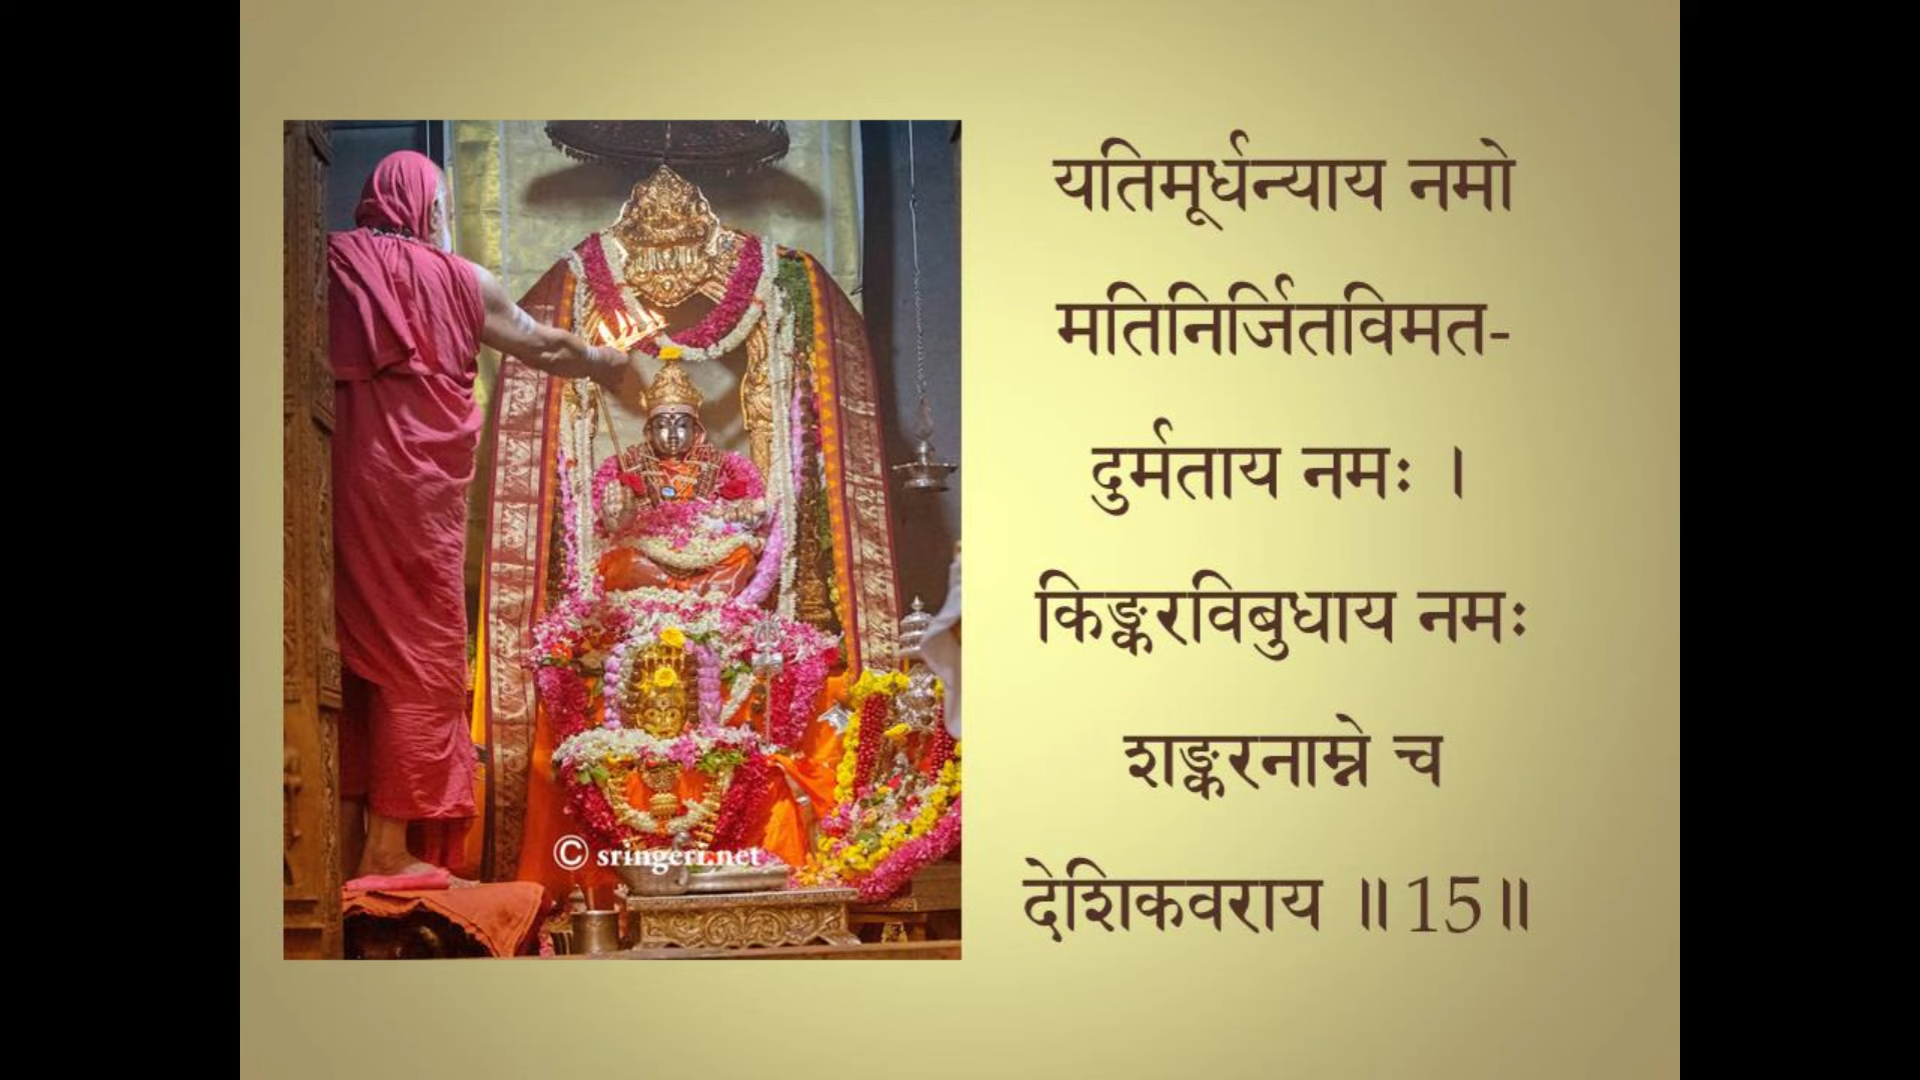 यतिमूर्धन्याय नमो
मतिनिर्जितविमत-
दुर्मताय नमः ।
किङ्करविबुधाय नमः
शङ्करनाम्ने च
देशिकवराय ॥15॥
© sringeri.net